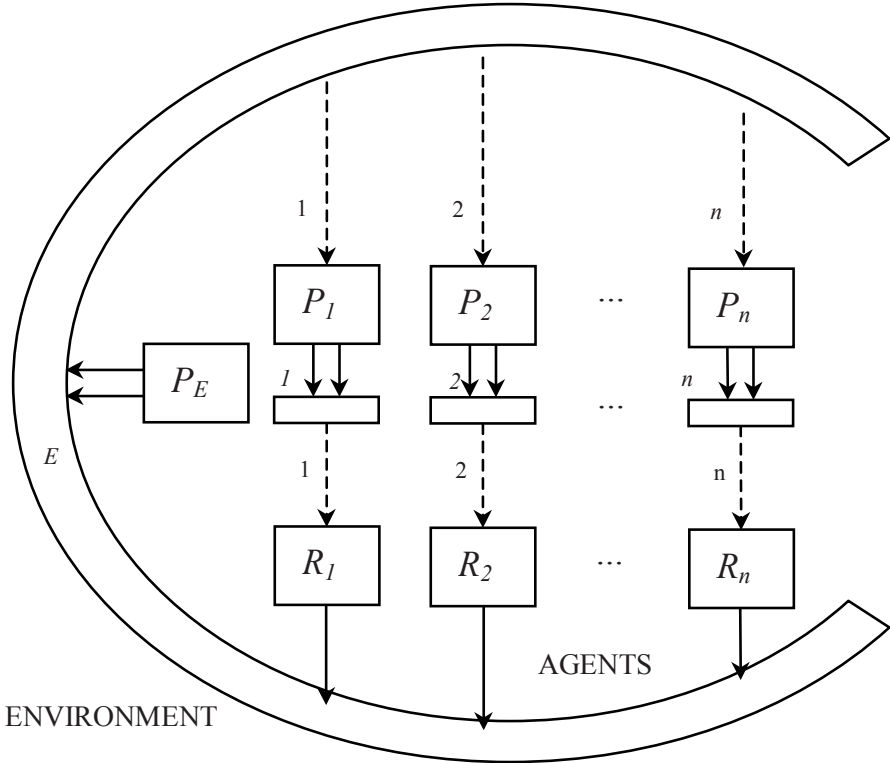 1
2
n
P1
P2
...
Pn
PE
1
2
n
...
E
1
2
n
R1
R2
...
Rn
AGENTS
ENVIRONMENT